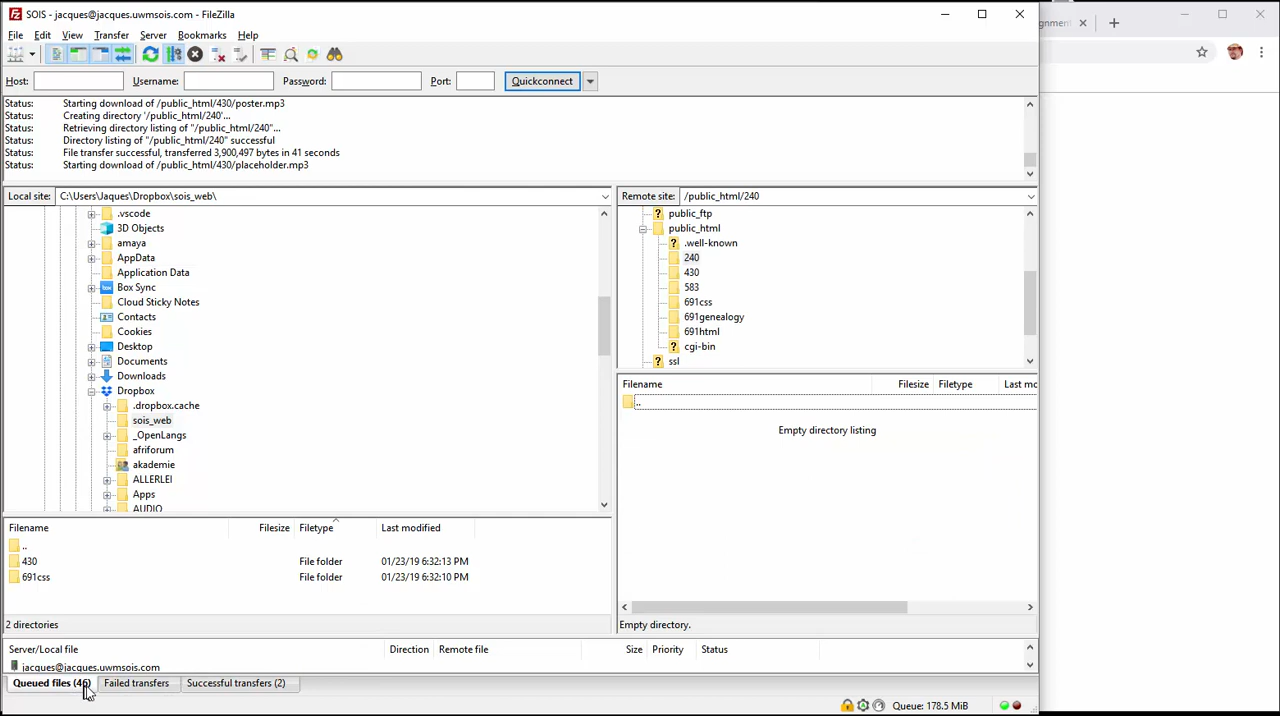 SOIS - jacques@jacques.uwmsois.com - FileZilla
gnment
File Edit View Transfer Server Bookmarks Help
Host: Username: Password: Port: Quickconnect
Status: Starting download of /public_html/430/poster.mp3
Status: Creating directory '/public_html/240'...
Status: Retrieving directory listing of "/public_html/240"...
Status: Directory listing of "/public_html/240" successful
Status: File transfer successful, transferred 3,900,497 bytes in 41 seconds
Status: Starting download of /public_html/430/placeholder.mp3
Local site: C:\Users\Jaques\Dropbox\sois_web\
.vscode
3D Objects
amaya
AppData
Application Data
Box Sync
Cloud Sticky Notes
Contacts
Cookies
Desktop
Documents
Downloads
Dropbox
.dropbox.cache
sois_web
_OpenLangs
afriforum
akademie
ALLERLEI
Apps
AUDIO
Filename Filesize Filetype Last modified
..
430 File folder 01/23/19 6:32:13 PM
691css File folder 01/23/19 6:32:10 PM
2 directories
Remote site: /public_html/240
public_ftp
public_html
.well-known
240
430
583
691css
691genealogy
691html
cgi-bin
ssl
Filename Filesize Filetype Last mo
..
Empty directory listing
Empty directory.
Server/Local file Direction Remote file Size Priority Status
jacques@jacques.uwmsois.com
Queued files (46) Failed transfers Successful transfers (2)
Queue: 178.5 MiB